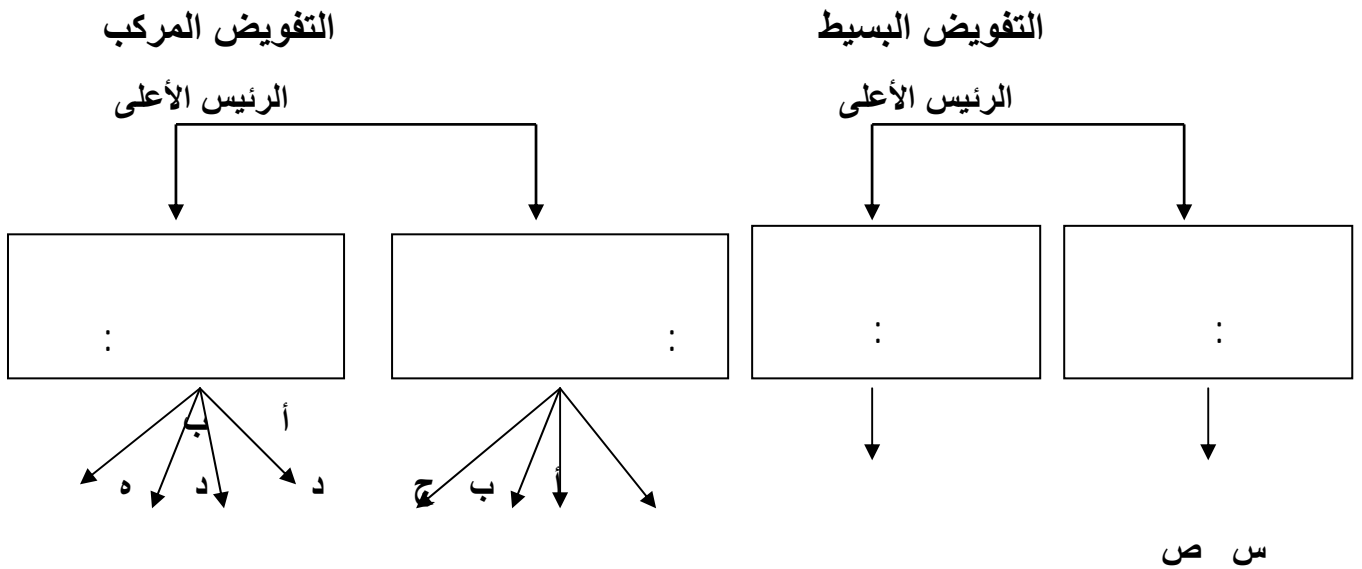 التفويض البسيط التفويض المركب
الرئيس الأعلى الرئيس الأعلى
: : : :
أ ب
أ ب ج د د ه
س ص